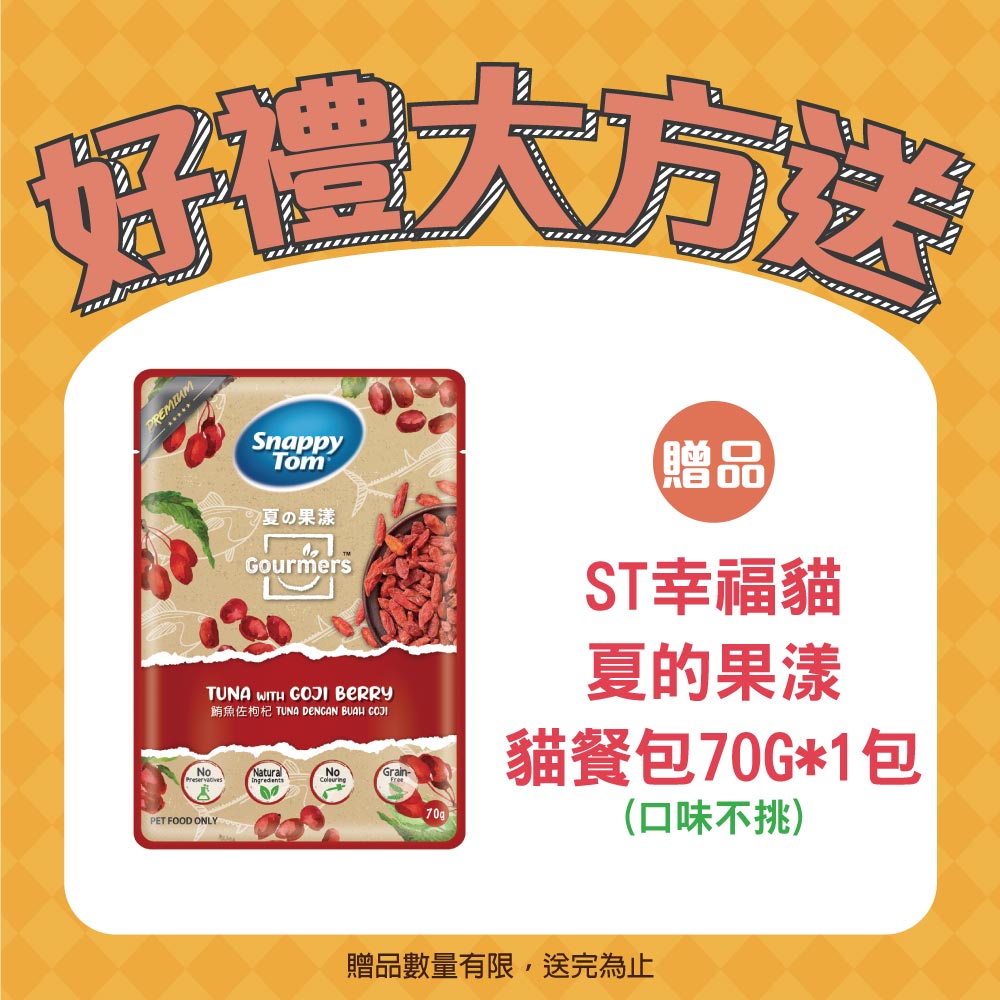 好禮大方送
PREMIUM
Snappy
Tom
夏の果漾
Gourmers™
TUNA WITH GOJI BERRY
鮪魚佐枸杞 TUNA DENGAN BUAH GOJI
No
Preservatives
Natural
Ingredients
No
Colouring
Grain-
Free
PET FOOD ONLY
70g
贈品
ST幸福貓
夏的果漾
貓餐包70G*1包
(口味不挑)
贈品數量有限，送完為止